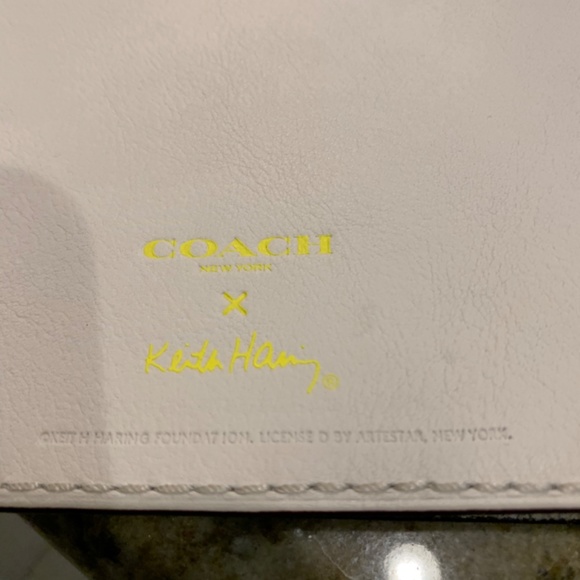 COACH
NEW YORK
×
Keith Haring ©
©KEITH HARING FOUNDATION. LICENSED BY ARTESTAR, NEW YORK.